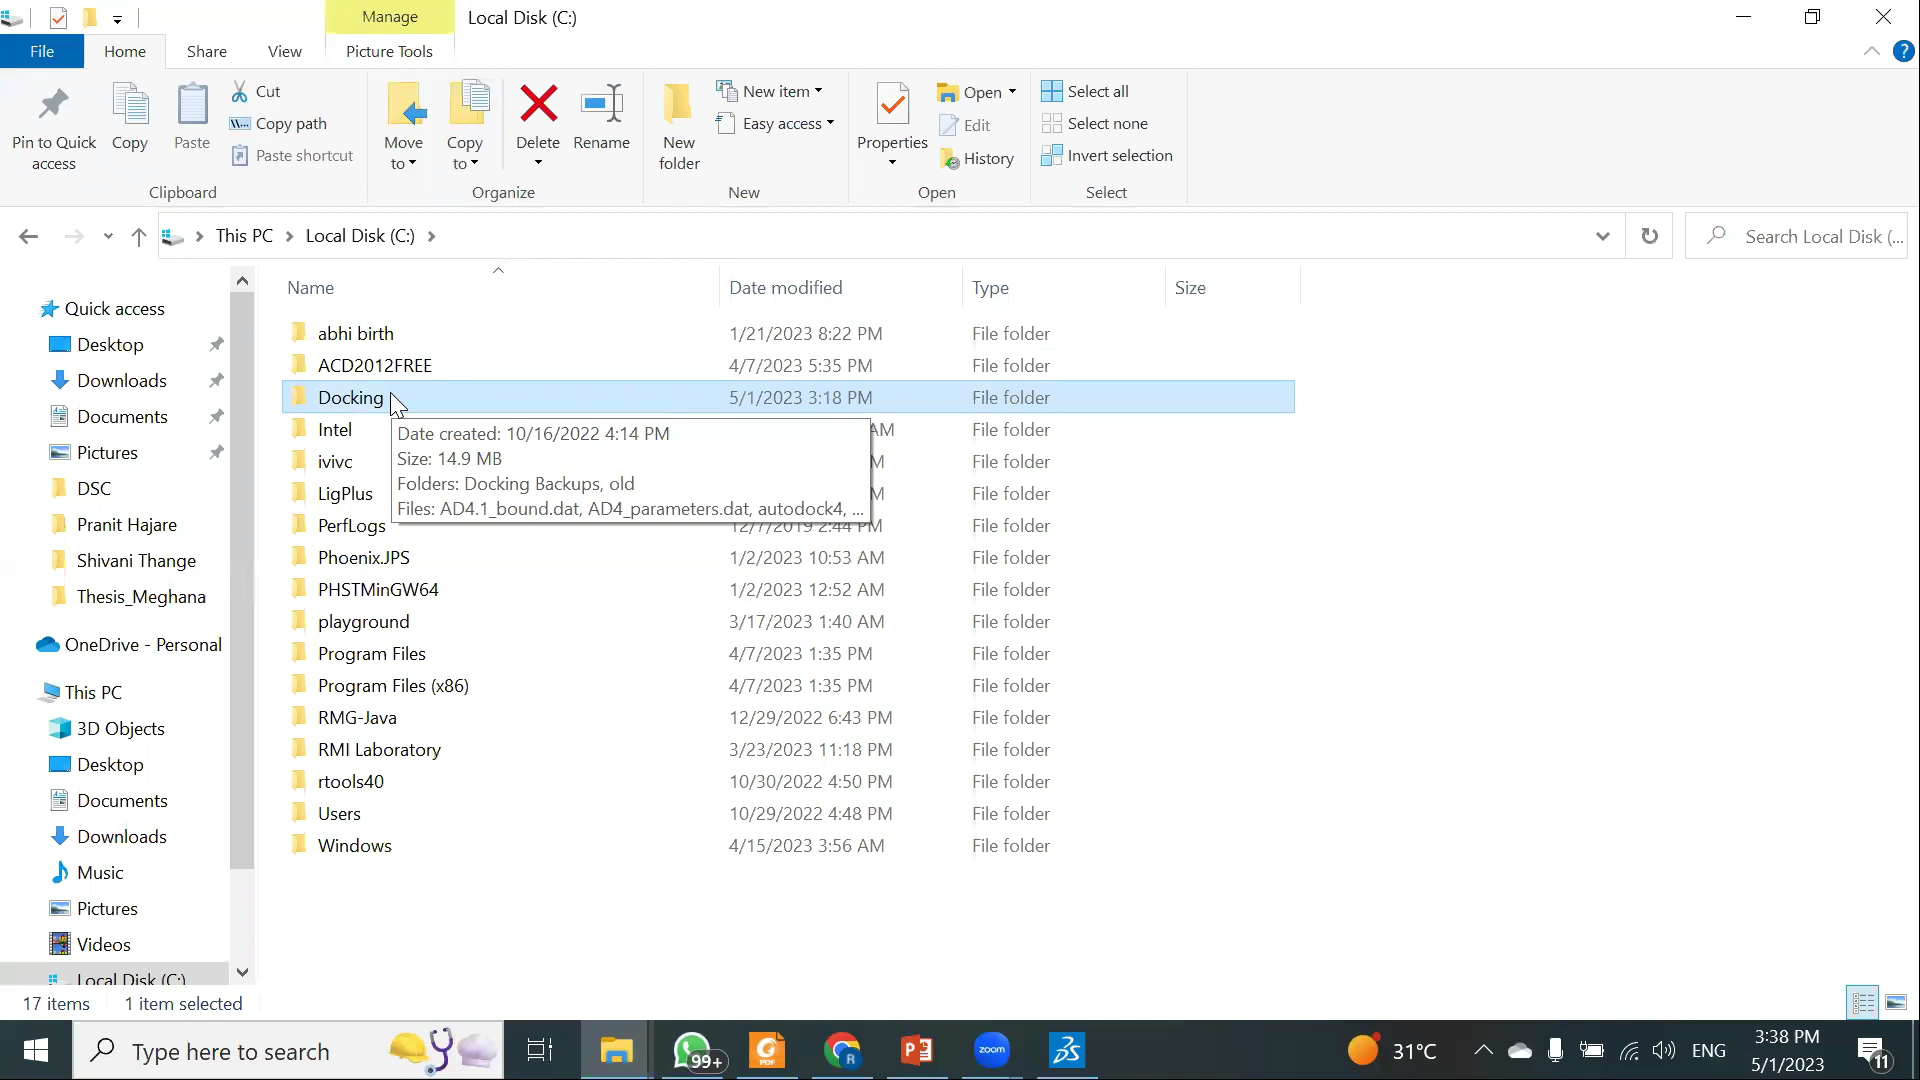 Manage
Local Disk (C:)
File
Home
Share
View
Picture Tools
Pin to Quick access
Copy
Paste
Cut
Copy path
Paste shortcut
Clipboard
Move to
Copy to
Delete
Rename
Organize
New folder
New item
Easy access
New
Properties
Open
Edit
History
Open
Select all
Select none
Invert selection
Select
This PC
Local Disk (C:)
Search Local Disk (...
Quick access
Desktop
Downloads
Documents
Pictures
DSC
Pranit Hajare
Shivani Thange
Thesis_Meghana
OneDrive - Personal
This PC
3D Objects
Desktop
Documents
Downloads
Music
Pictures
Videos
Local Disk (C:)
Name Date modified Type Size
abhi birth 1/21/2023 8:22 PM File folder
ACD2012FREE 4/7/2023 5:35 PM File folder
Docking 5/1/2023 3:18 PM File folder
Intel AM File folder
ivivc M File folder
LigPlus M File folder
PerfLogs 12/7/2019 2:44 PM File folder
Phoenix.JPS 1/2/2023 10:53 AM File folder
PHSTMinGW64 1/2/2023 12:52 AM File folder
playground 3/17/2023 1:40 AM File folder
Program Files 4/7/2023 1:35 PM File folder
Program Files (x86) 4/7/2023 1:35 PM File folder
RMG-Java 12/29/2022 6:43 PM File folder
RMI Laboratory 3/23/2023 11:18 PM File folder
rtools40 10/30/2022 4:50 PM File folder
Users 10/29/2022 4:48 PM File folder
Windows 4/15/2023 3:56 AM File folder
Date created: 10/16/2022 4:14 PM
Size: 14.9 MB
Folders: Docking Backups, old
Files: AD4.1_bound.dat, AD4_parameters.dat, autodock4, ...
17 items 1 item selected
Type here to search
99+
PDF
R
P
zoom
31°C
ENG
3:38 PM
5/1/2023
11